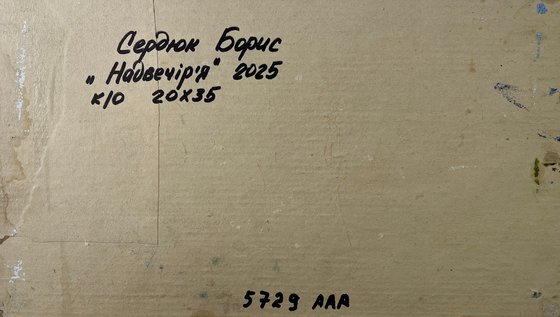 Сердюк Борис
„Надвечір'я" 2025
к/о 20х35
5729 ААА